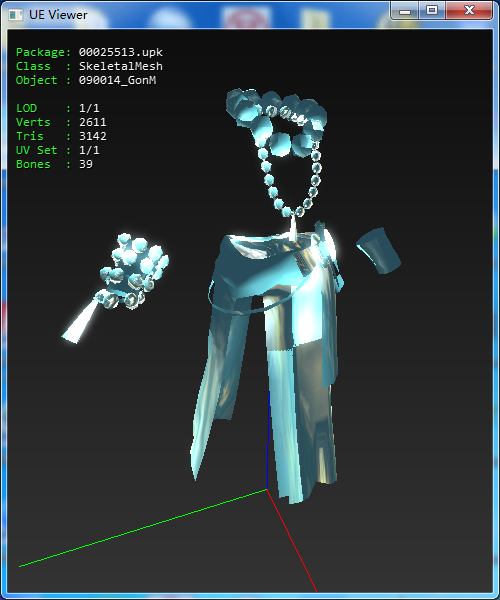 UE Viewer
Package: 00025513.upk
Class : SkeletalMesh
Object : 090014_GonM
LOD : 1/1
Verts : 2611
Tris : 3142
UV Set : 1/1
Bones : 39